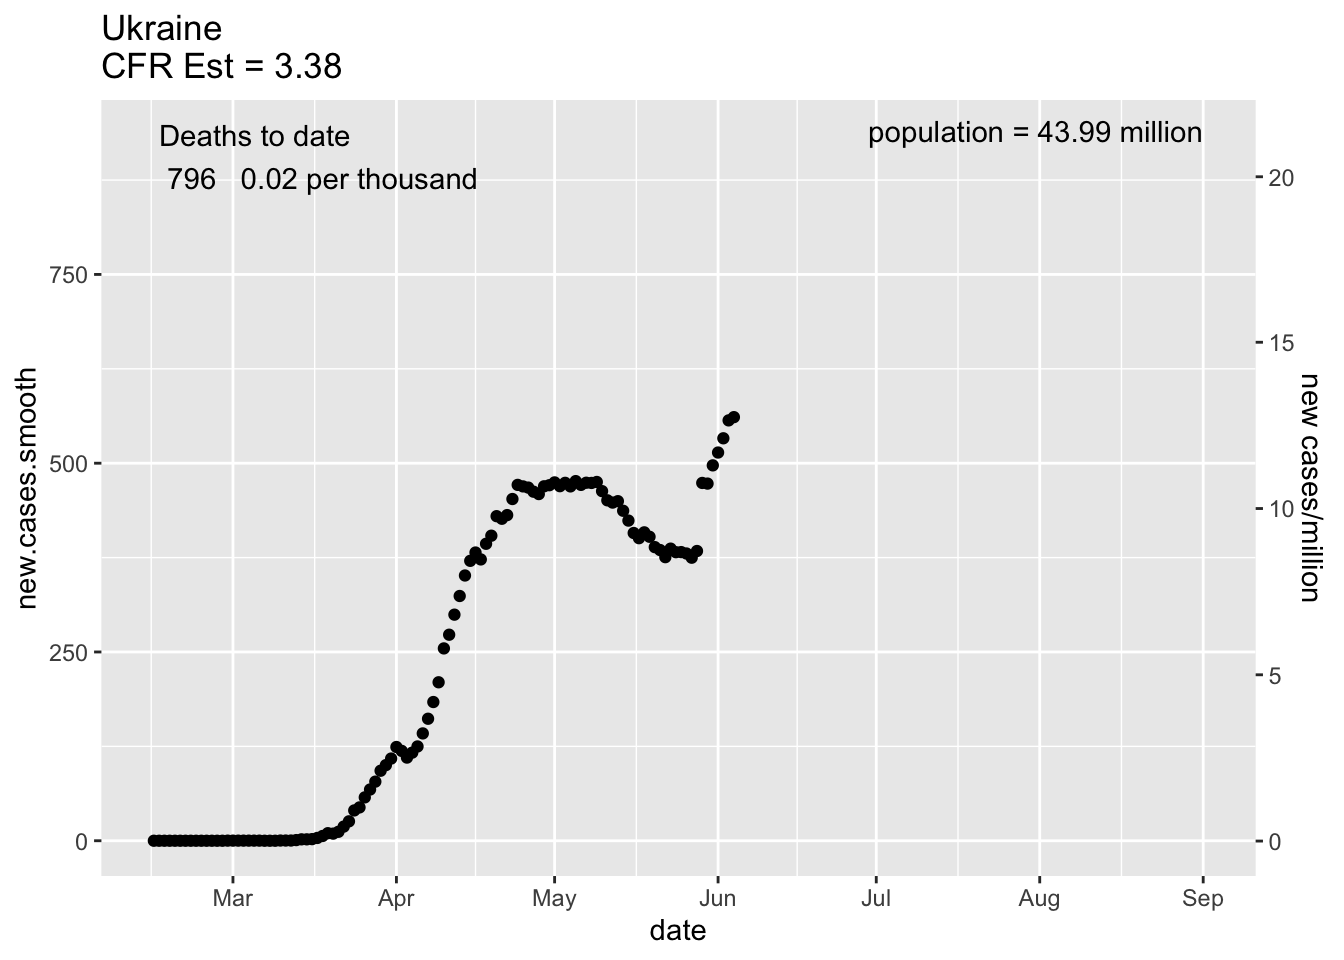 Ukraine
CFR Est = 3.38
Deaths to date
796 0.02 per thousand
population = 43.99 million
new.cases.smooth
750
500
250
0
20
15
10
5
0
new cases/million
Mar Apr May Jun Jul Aug Sep
date